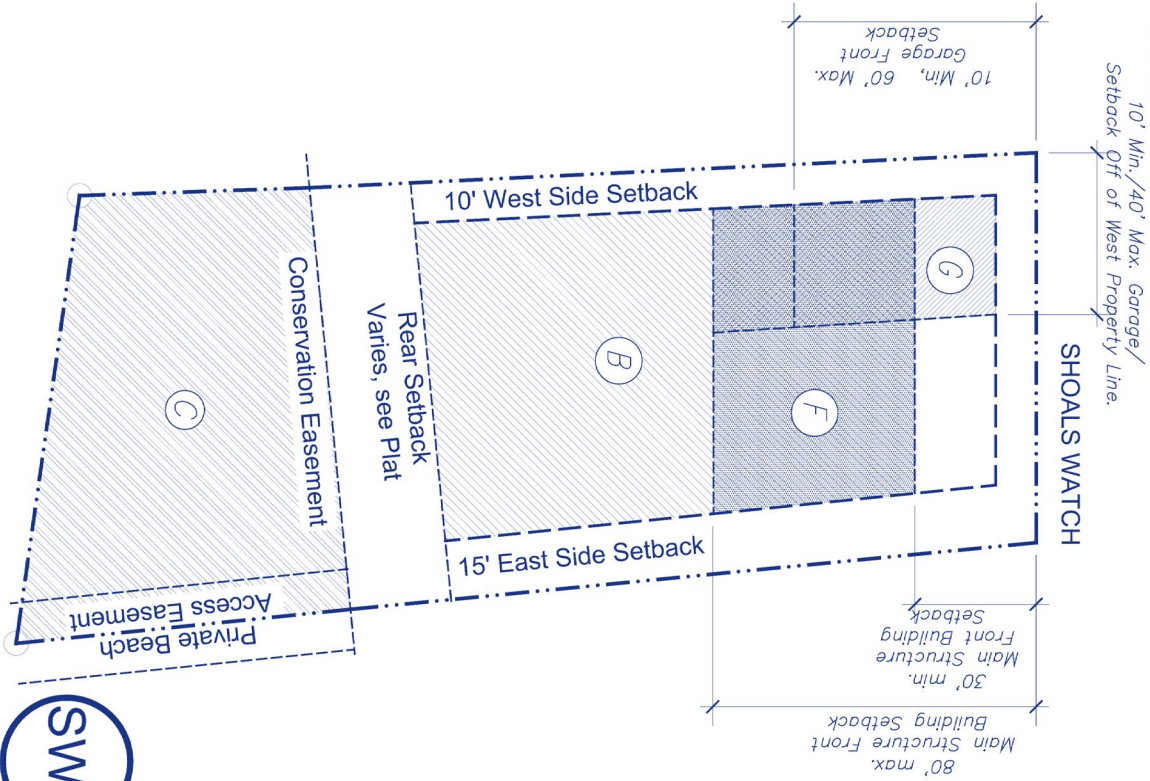 10' Min, 60' Max.
Garage Front
Setback
10' Min./40' Max. Garage/
Setback Off of West Property Line.
10' West Side Setback
G
SHOALS WATCH
Conservation Easement
Rear Setback
Varies, see Plat
B
F
C
15' East Side Setback
Access Easement
Private Beach
30' min.
Main Structure
Front Building
Setback
80' max.
Main Structure Front
Building Setback
SW